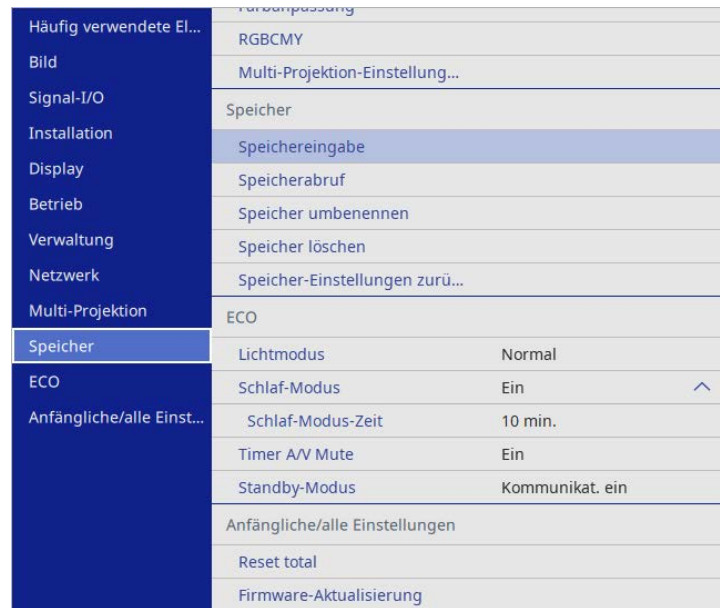 Häufig verwendete El...
Bild
Signal-I/O
Installation
Display
Betrieb
Verwaltung
Netzwerk
Multi-Projektion
Speicher
ECO
Anfängliche/alle Einst...
Farbanpassung
RGBCMY
Multi-Projektion-Einstellung...
Speicher
Speichereingabe
Speicherabruf
Speicher umbenennen
Speicher löschen
Speicher-Einstellungen zurü...
ECO
Lichtmodus Normal
Schlaf-Modus Ein
Schlaf-Modus-Zeit 10 min.
Timer A/V Mute Ein
Standby-Modus Kommunikat. ein
Anfängliche/alle Einstellungen
Reset total
Firmware-Aktualisierung